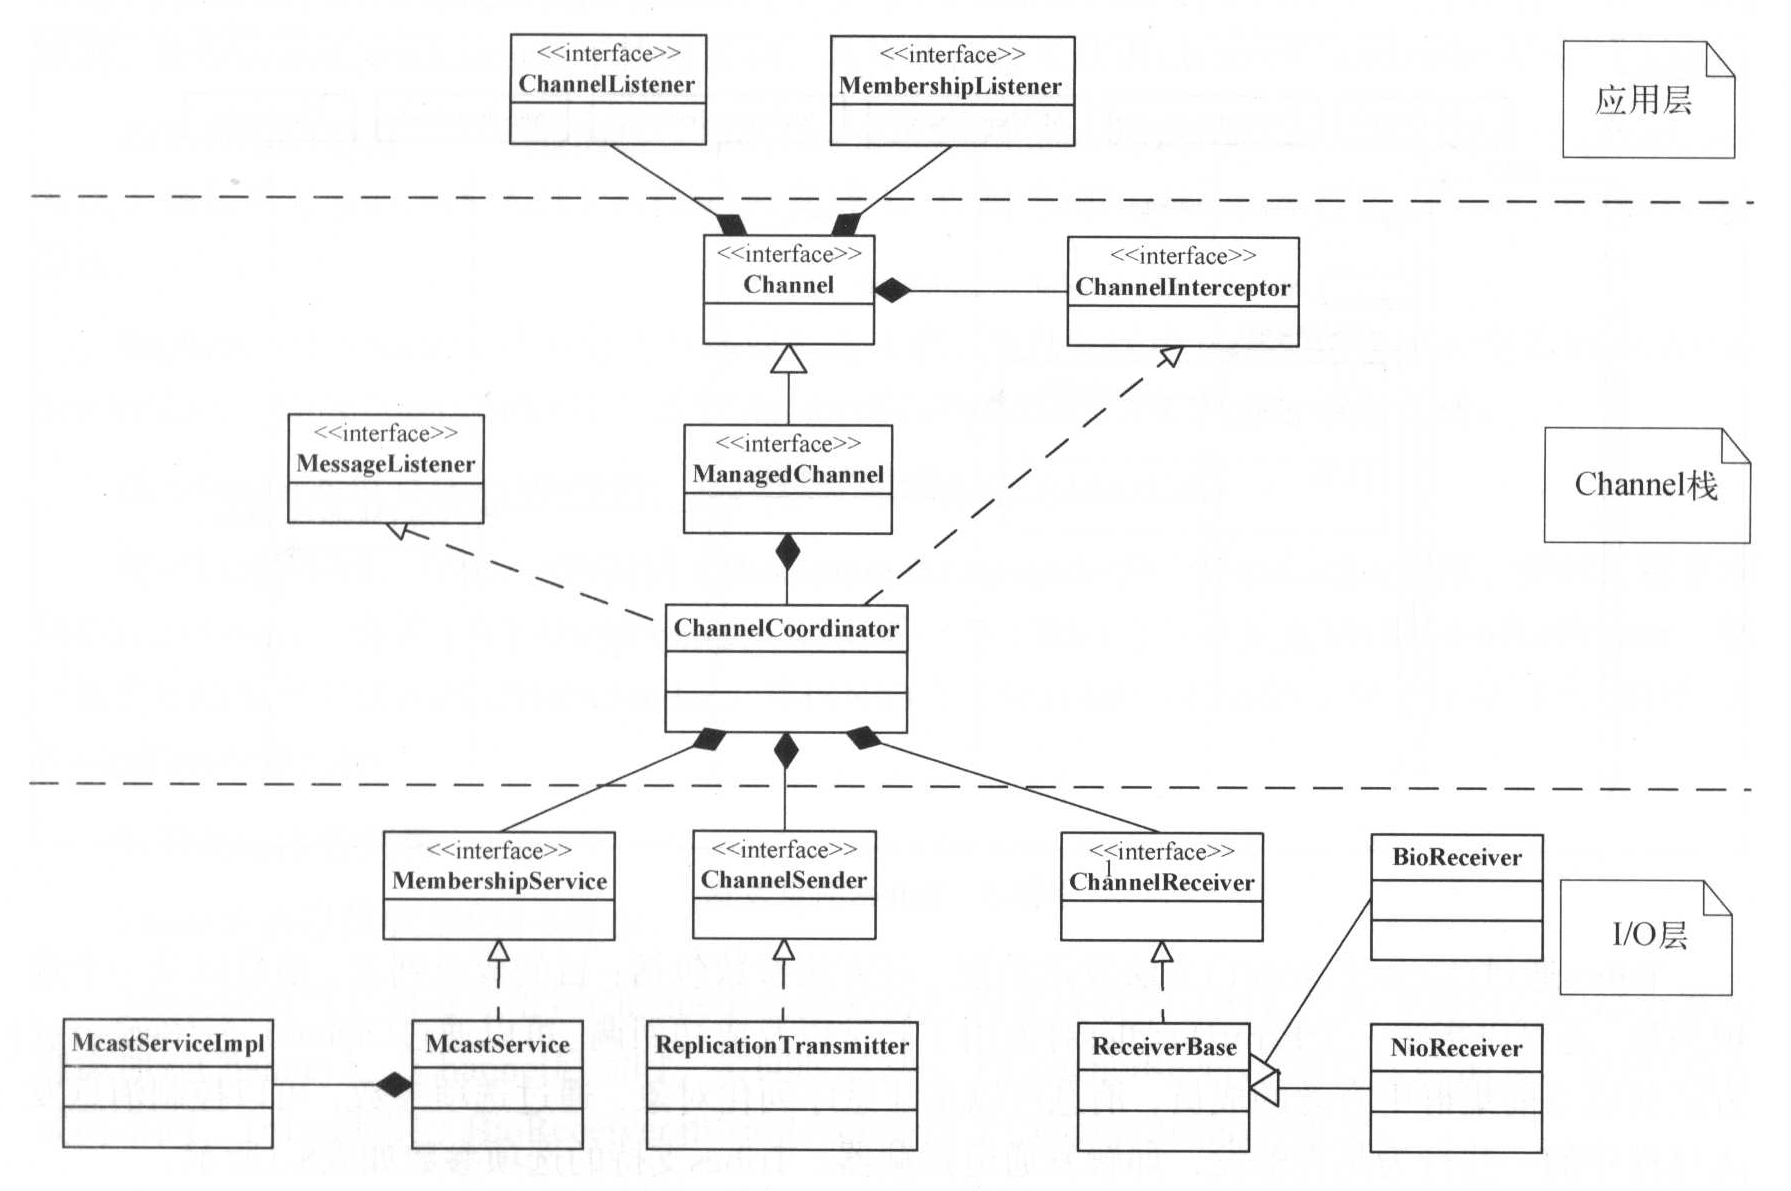 <<interface>>
ChannelListener
<<interface>>
MembershipListener
应用层
<<interface>>
Channel
<<interface>>
ChannelInterceptor
<<interface>>
MessageListener
<<interface>>
ManagedChannel
Channel栈
ChannelCoordinator
<<interface>>
MembershipService
<<interface>>
ChannelSender
<<interface>>
ChannelReceiver
1
BioReceiver
I/O层
McastServiceImpl
McastService
ReplicationTransmitter
ReceiverBase
NioReceiver